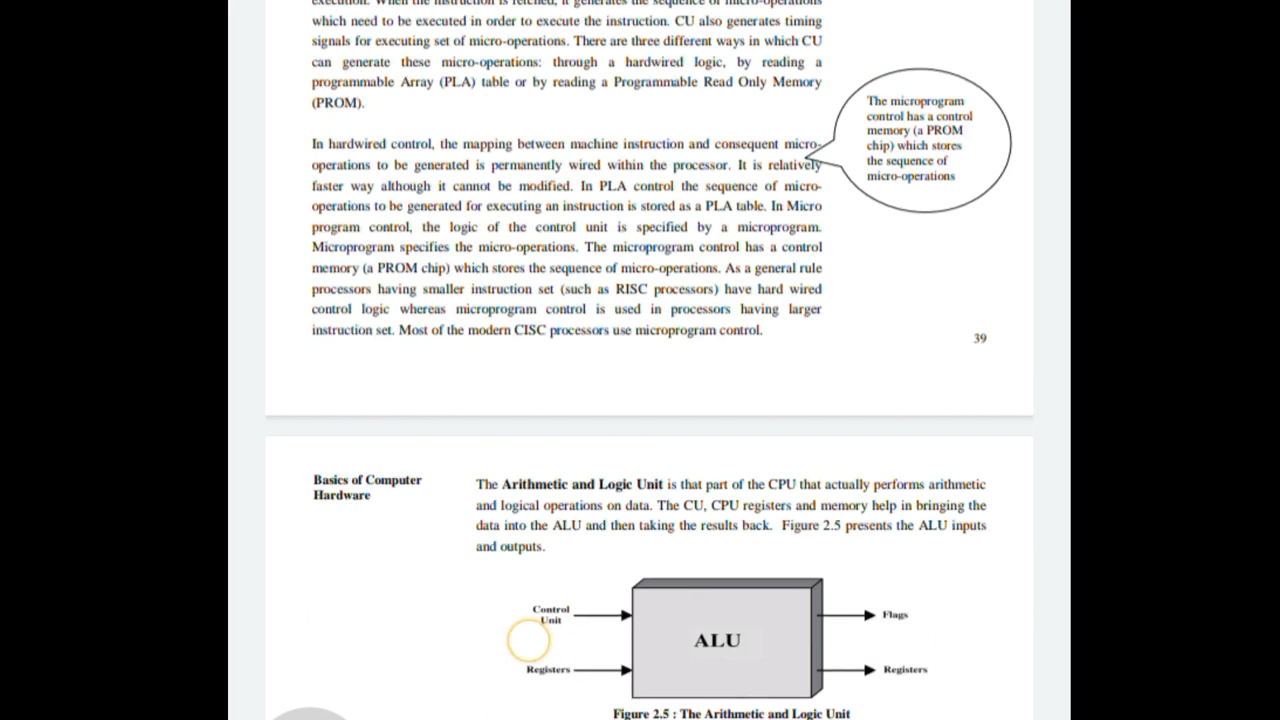 execution. When the instruction is fetched, it generates the sequence of micro-operations
which need to be executed in order to execute the instruction. CU also generates timing
signals for executing set of micro-operations. There are three different ways in which CU
can generate these micro-operations: through a hardwired logic, by reading a
programmable Array (PLA) table or by reading a Programmable Read Only Memory
(PROM).
In hardwired control, the mapping between machine instruction and consequent micro-
operations to be generated is permanently wired within the processor. It is relatively
faster way although it cannot be modified. In PLA control the sequence of micro-
operations to be generated for executing an instruction is stored as a PLA table. In Micro
program control, the logic of the control unit is specified by a microprogram.
Microprogram specifies the micro-operations. The microprogram control has a control
memory (a PROM chip) which stores the sequence of micro-operations. As a general rule
processors having smaller instruction set (such as RISC processors) have hard wired
control logic whereas microprogram control is used in processors having larger
instruction set. Most of the modern CISC processors use microprogram control.
The microprogram
control has a control
memory (a PROM
chip) which stores
the sequence of
micro-operations
39
Basics of Computer
Hardware
The Arithmetic and Logic Unit is that part of the CPU that actually performs arithmetic
and logical operations on data. The CU, CPU registers and memory help in bringing the
data into the ALU and then taking the results back. Figure 2.5 presents the ALU inputs
and outputs.
Control
Unit
Registers
ALU
Flags
Registers
Figure 2.5 : The Arithmetic and Logic Unit